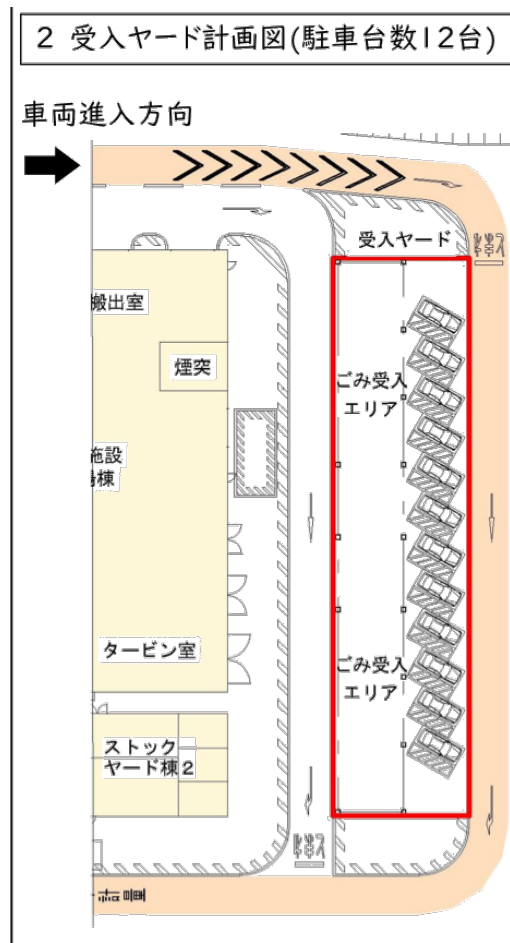 2 受入ヤード計画図(駐車台数12台)
車両進入方向
受入ヤード
搬出室
煙突
ごみ受入
エリア
施設
タービン室
ごみ受入
エリア
ストック
ヤード棟2
計量